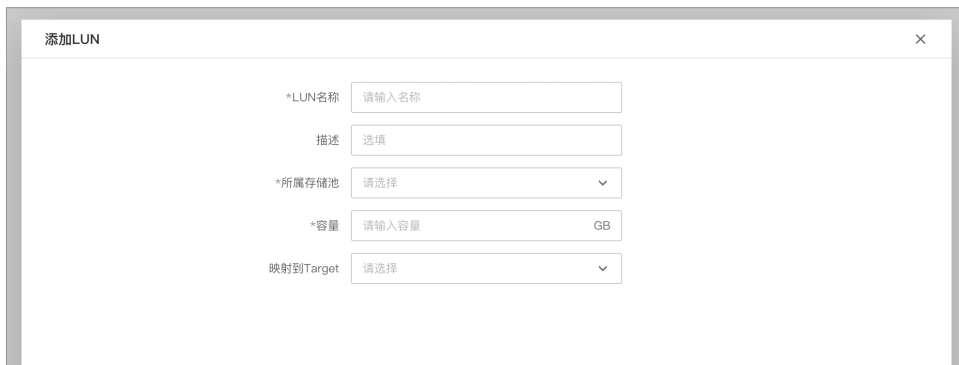 添加LUN
*LUN名称 请输入名称
描述 选填
*所属存储池 请选择
*容量 请输入容量 GB
映射到Target 请选择